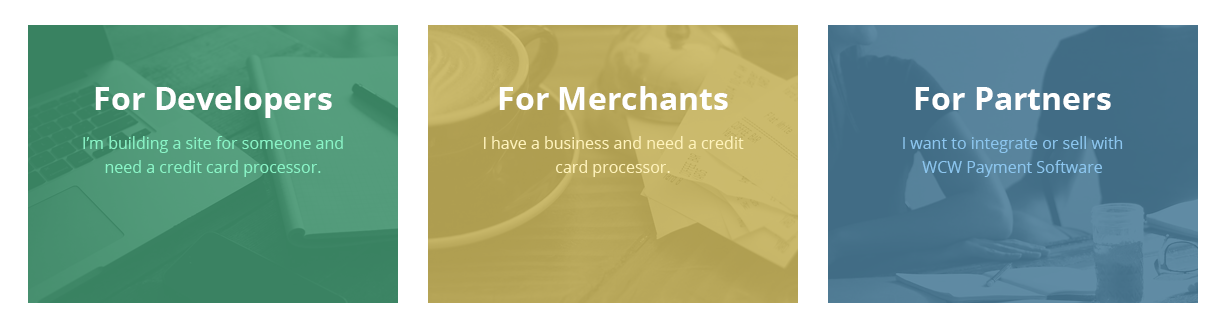 For Developers
I'm building a site for someone and
need a credit card processor.
For Merchants
I have a business and need a credit
card processor.
For Partners
I want to integrate or sell with
WCW Payment Software